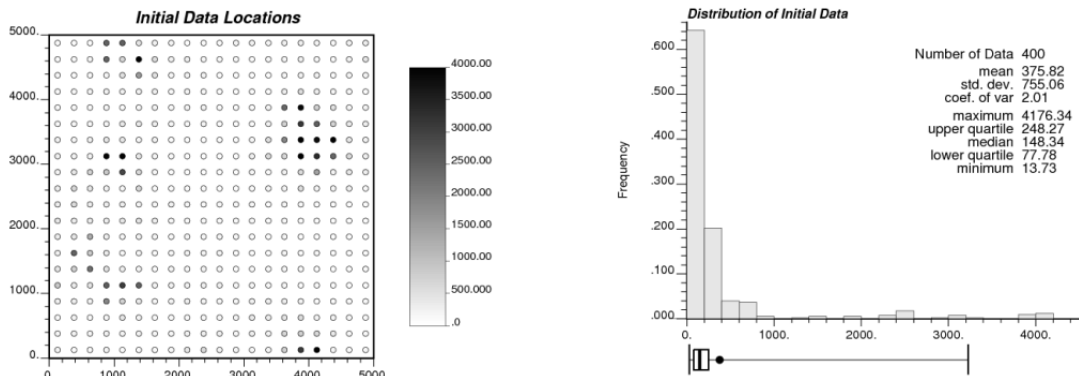 Initial Data Locations
5000.
4000.
3000.
2000.
1000.
0.
0. 1000 2000 3000 4000 5000
4000.00
3500.00
3000.00
2500.00
2000.00
1500.00
1000.00
500.000
.0
Distribution of Initial Data
Frequency
.600
.500
.400
.300
.200
.100
.000
0. 1000. 2000. 3000. 4000.
Number of Data 400
mean 375.82
std. dev. 755.06
coef. of var 2.01
maximum 4176.34
upper quartile 248.27
median 148.34
lower quartile 77.78
minimum 13.73